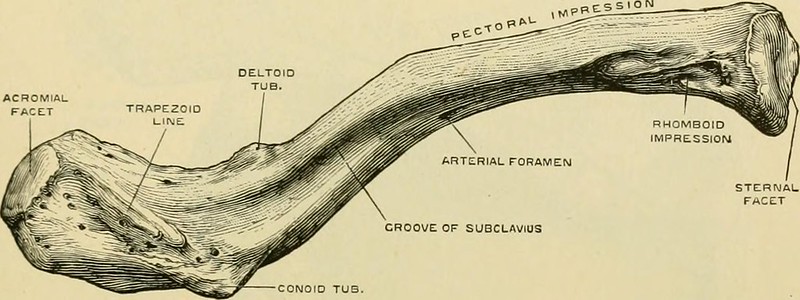 PECTORAL IMPRESSION
DELTOID
TUB.
ACROMIAL
FACET
TRAPEZOID
LINE
RHOMBOID
IMPRESSION
ARTERIAL FORAMEN
STERNAL
FACET
GROOVE OF SUBCLAVIUS
CONOID TUB.